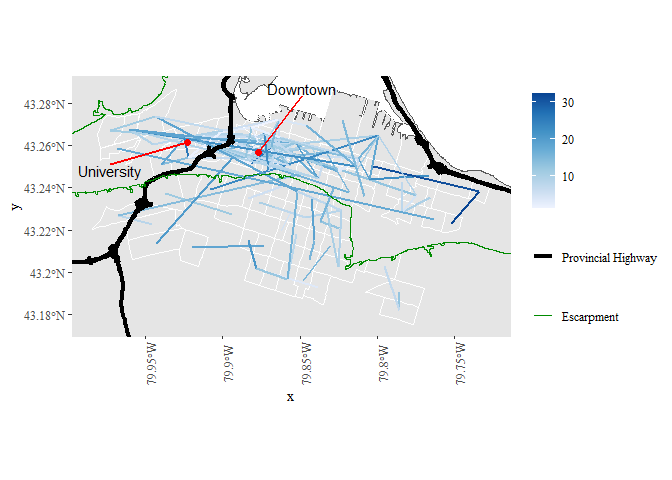 Downtown
University
43.28°N
43.26°N
43.24°N
43.22°N
43.2°N
43.18°N
y
79.95°W
79.9°W
79.85°W
79.8°W
79.75°W
x
30
20
10
Provincial Highway
Escarpment